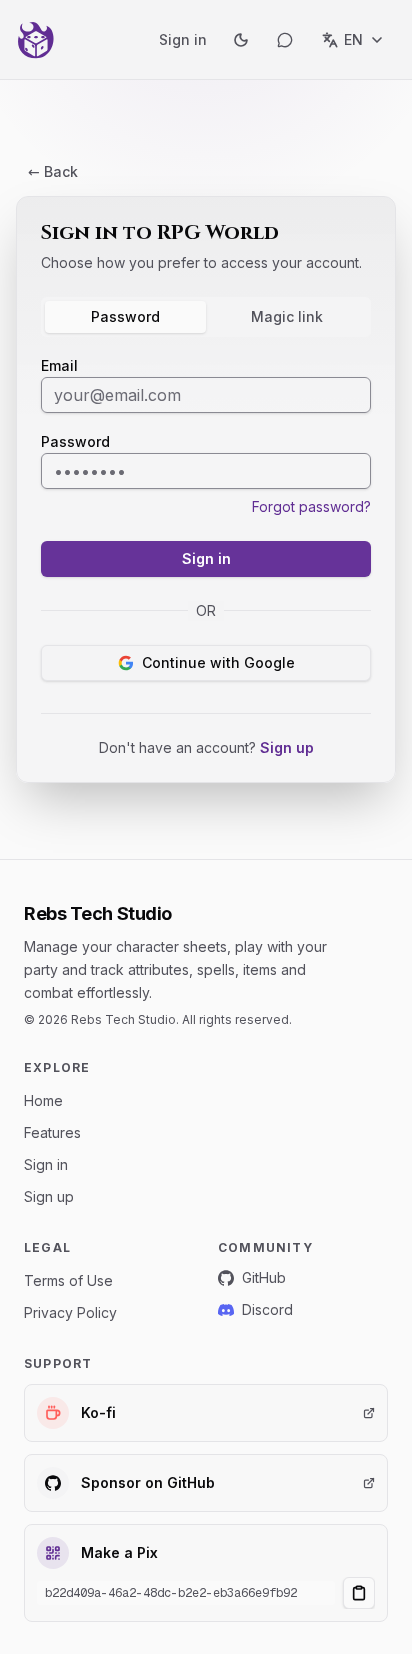 Sign in
EN
← Back
Sign in to RPG World
Choose how you prefer to access your account.
Password
Magic link
Email
your@email.com
Password
••••••••
Forgot password?
Sign in
OR
Continue with Google
Don't have an account? Sign up
Rebs Tech Studio
Manage your character sheets, play with your
party and track attributes, spells, items and
combat effortlessly.
© 2026 Rebs Tech Studio. All rights reserved.
EXPLORE
Home
Features
Sign in
Sign up
LEGAL
Terms of Use
Privacy Policy
COMMUNITY
GitHub
Discord
SUPPORT
Ko-fi
Sponsor on GitHub
Make a Pix
b22d409a-46a2-48dc-b2e2-eb3a66e9fb92